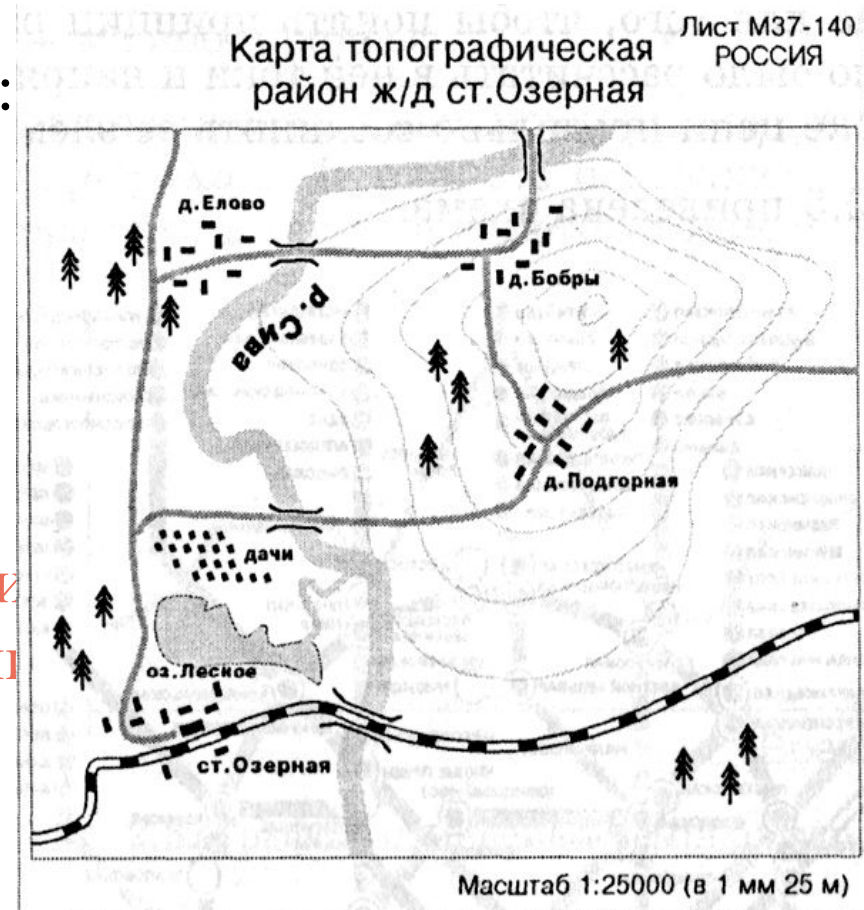 Лист М37-140
РОССИЯ
Карта топографическая
район ж/д ст.Озерная
д.Елово
д.Бобры
р. Сива
д.Подгорная
дачи
оз.Лесное
ст.Озерная
Масштаб 1:25000 (в 1 мм 25 м)